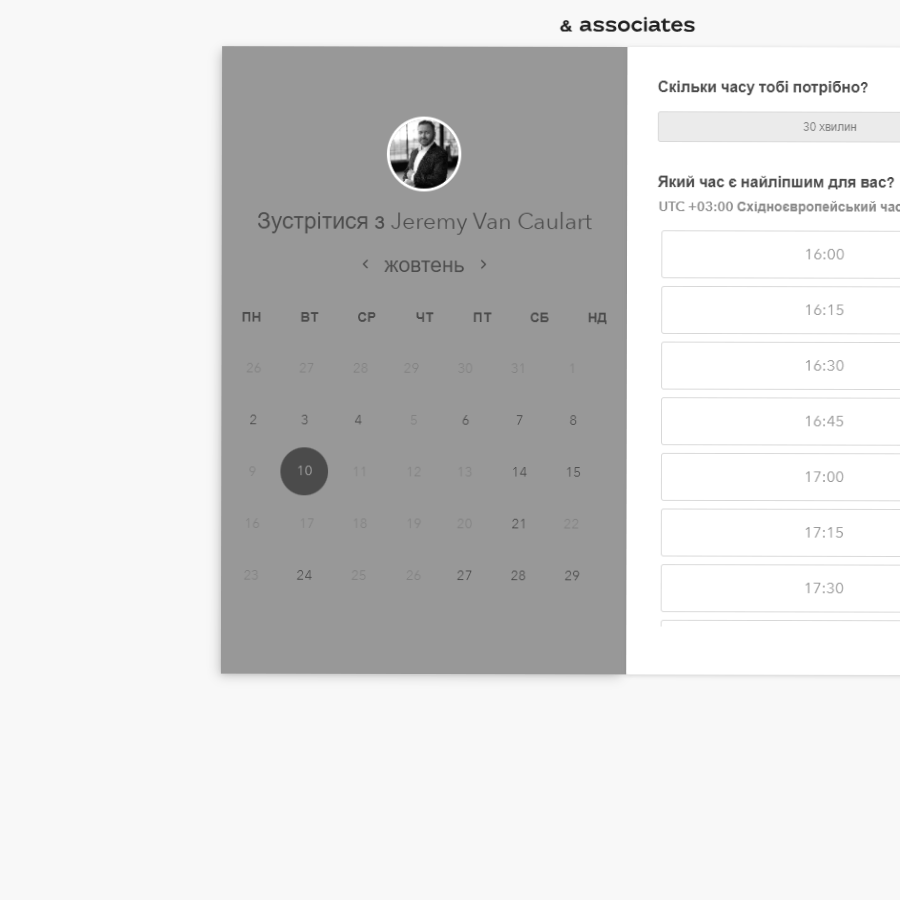 & associates
Зустрітися з Jeremy Van Caulart
жовтень
ПН ВТ СР ЧТ ПТ СБ НД
26 27 28 29 30 31 1
2 3 4 5 6 7 8
9 10 11 12 13 14 15
16 17 18 19 20 21 22
23 24 25 26 27 28 29
Скільки часу тобі потрібно?
30 хвилин
Який час є найліпшим для вас?
UTC +03:00 Східноєвропейський час
16:00
16:15
16:30
16:45
17:00
17:15
17:30